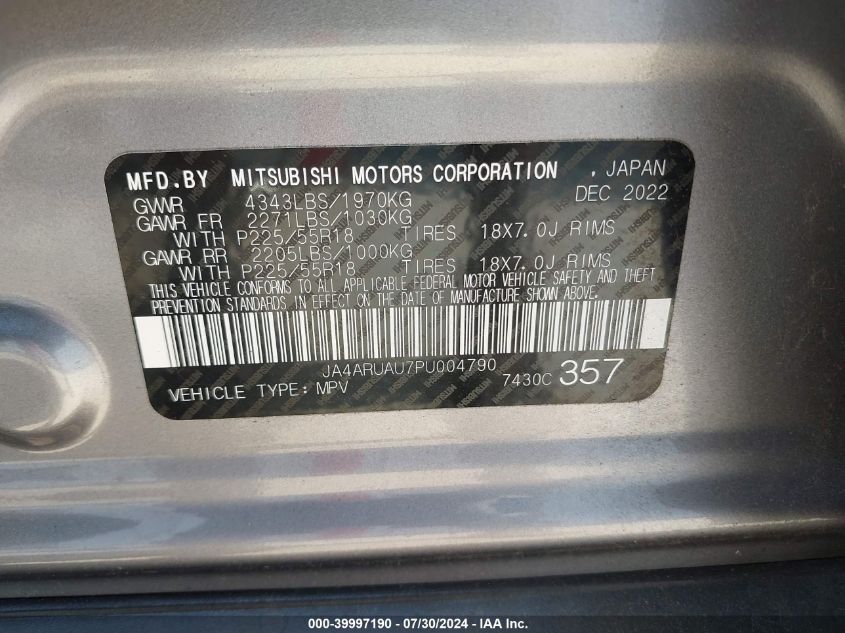 MFD.BY MITSUBISHI MOTORS CORPORATION , JAPAN
GVWR 4343LBS/1970KG DEC 2022
GAWR FR 2271LBS/1030KG
WITH P225/55R18 TIRES 18X7.0J RIMS
GAWR RR 2205LBS/1000KG
WITH P225/55R18 TIRES 18X7.0J RIMS
THIS VEHICLE CONFORMS TO ALL APPLICABLE FEDERAL MOTOR VEHICLE SAFETY AND THEFT
PREVENTION STANDARDS IN EFFECT ON THE DATE OF MANUFACTURE SHOWN ABOVE.
JA4ARUAU7PU004790
VEHICLE TYPE: MPV 7430C 357
000-39997190 - 07/30/2024 - IAA Inc.